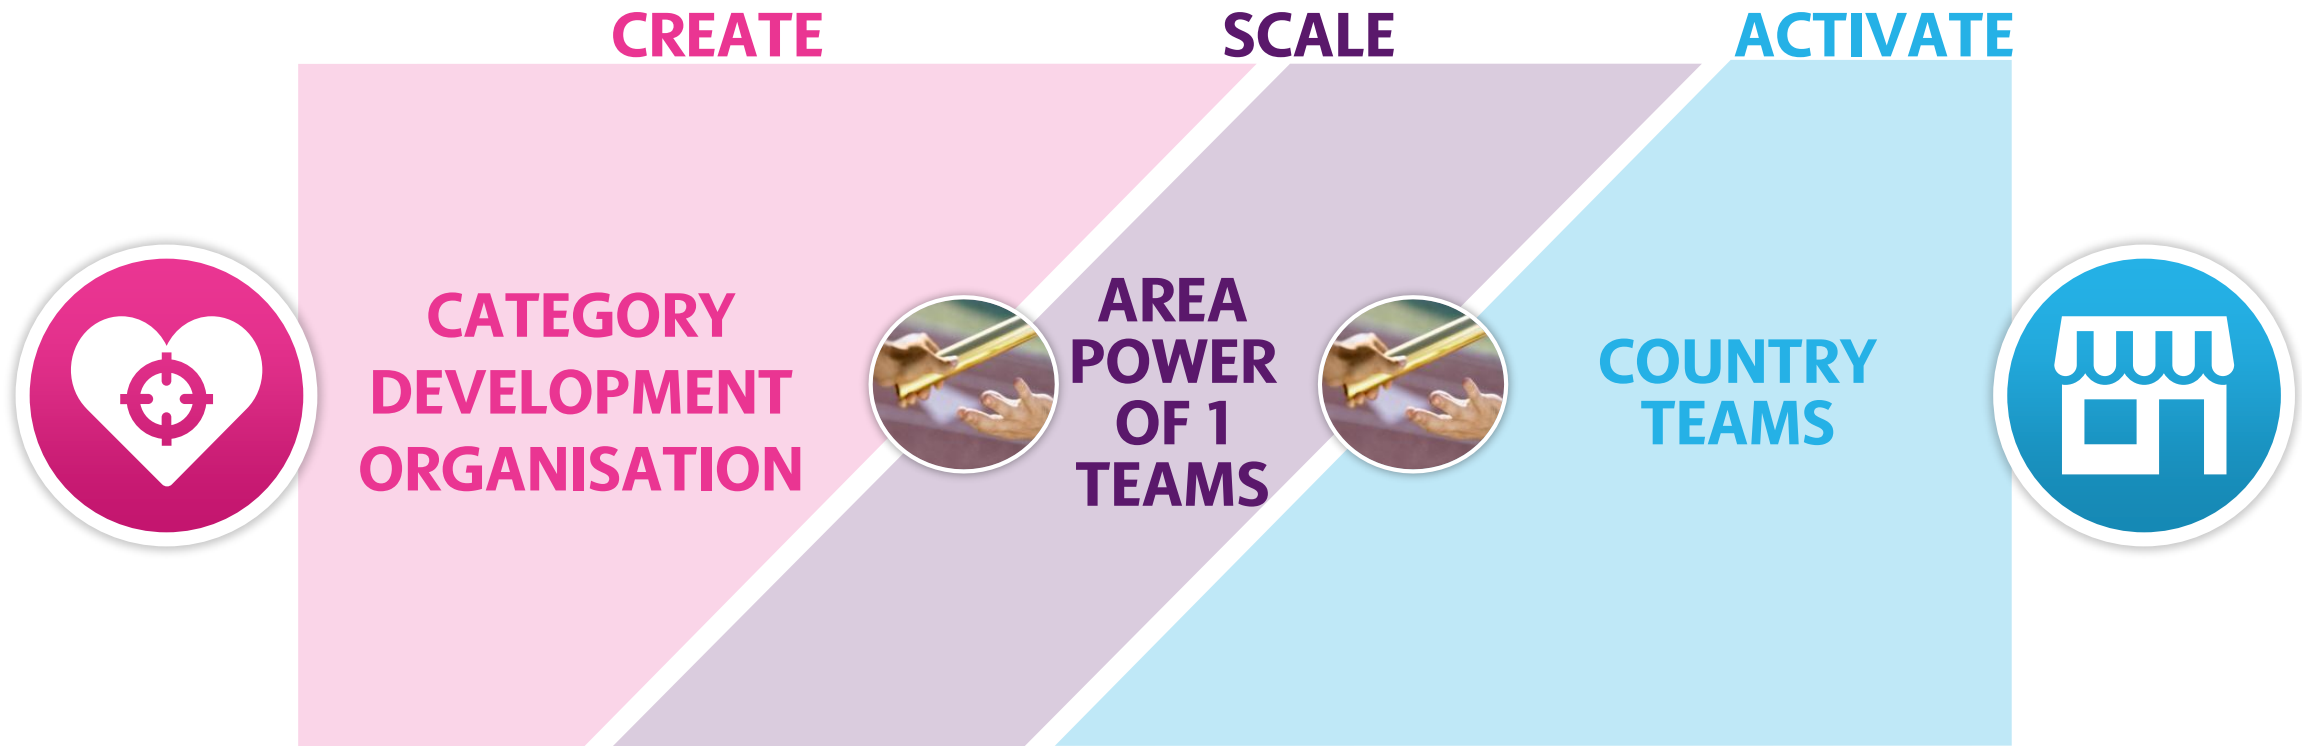 CREATE
SCALE
ACTIVATE
CATEGORY
DEVELOPMENT
ORGANISATION
AREA
POWER
OF 1
TEAMS
COUNTRY
TEAMS